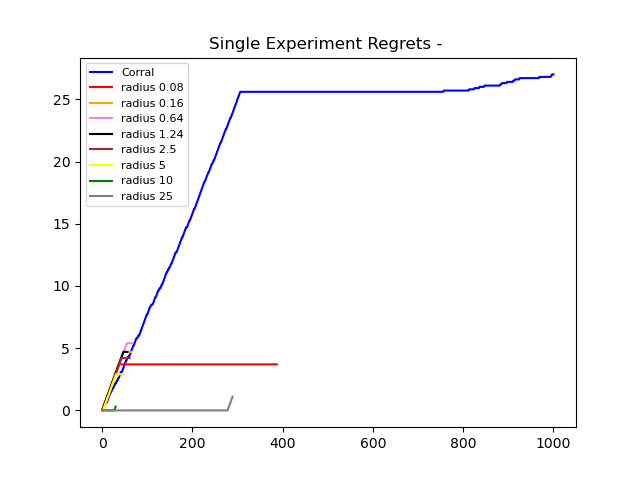 Single Experiment Regrets -
Corral
radius 0.08
radius 0.16
radius 0.64
radius 1.24
radius 2.5
radius 5
radius 10
radius 25
25
20
15
10
5
0
0 200 400 600 800 1000